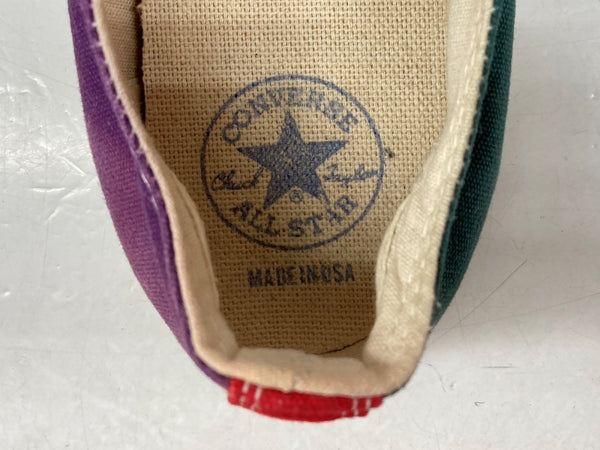 CONVERSE
Chuck Taylor
®
ALL STAR
MADE IN USA